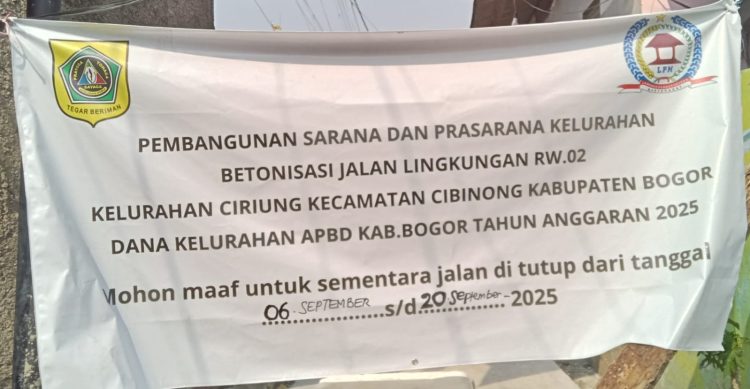 TEGAR BERIMAN
LPM
PEMBANGUNAN SARANA DAN PRASARANA KELURAHAN
BETONISASI JALAN LINGKUNGAN RW.02
KELURAHAN CIRIUNG KECAMATAN CIBINONG KABUPATEN BOGOR
DANA KELURAHAN APBD KAB.BOGOR TAHUN ANGGARAN 2025
Mohon maaf untuk sementara jalan di tutup dari tanggal
06. SEPTEMBER s/d. 20 September - 2025